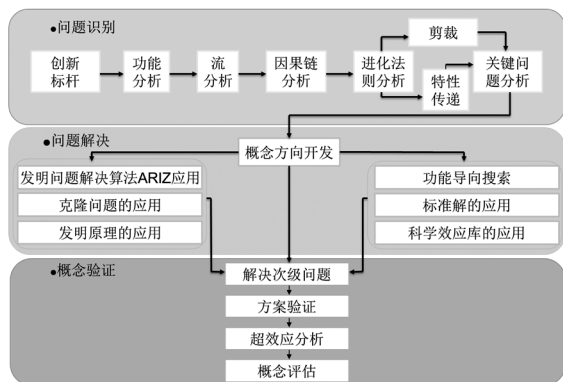 ●问题识别
创新
标杆
功能
分析
流
分析
因果链
分析
进化法
则分析
剪裁
特性
传递
关键问
题分析
●问题解决
概念方向开发
发明问题解决算法ARIZ应用
克隆问题的应用
发明原理的应用
功能导向搜索
标准解的应用
科学效应库的应用
●概念验证
解决次级问题
方案验证
超效应分析
概念评估